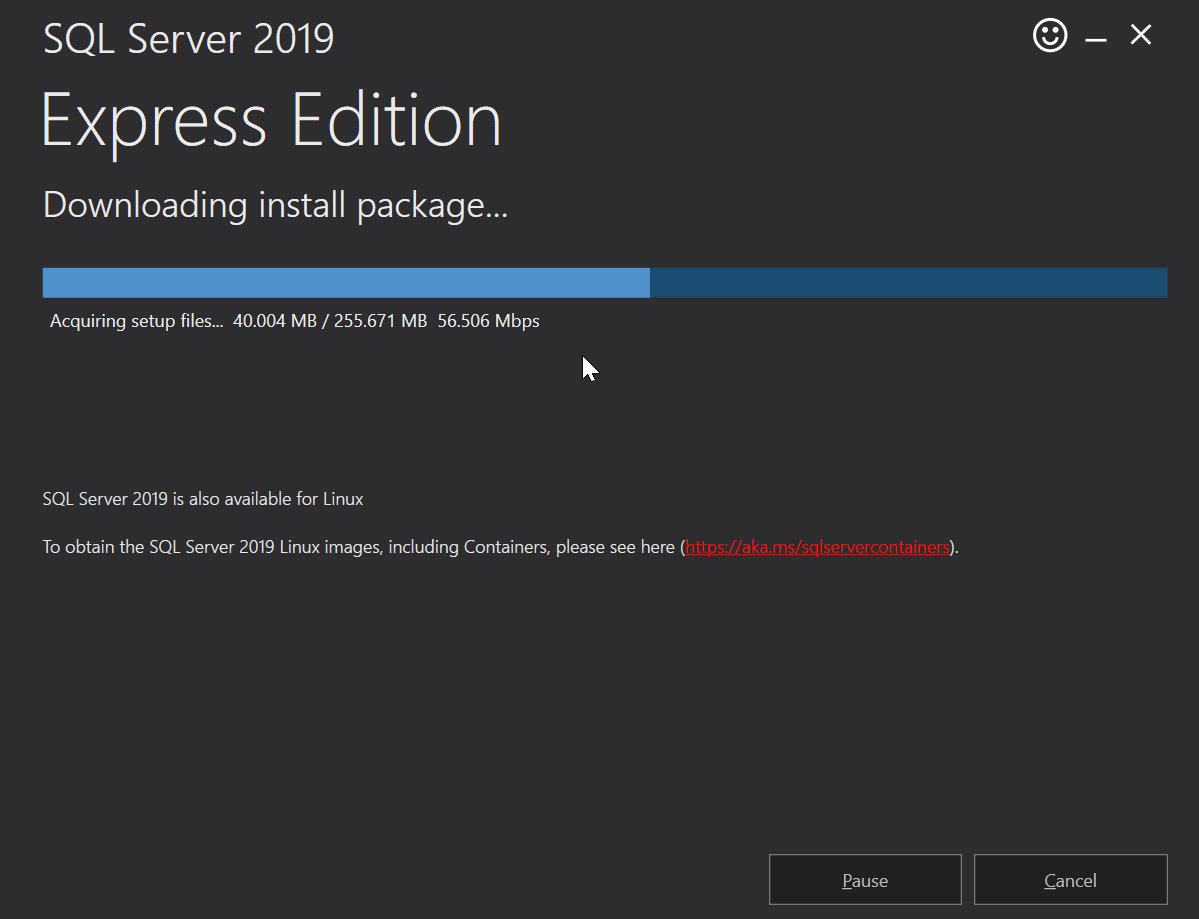 SQL Server 2019
Express Edition
Downloading install package...
Acquiring setup files... 40.004 MB / 255.671 MB 56.506 Mbps
SQL Server 2019 is also available for Linux
To obtain the SQL Server 2019 Linux images, including Containers, please see here (https://aka.ms/sqlservercontainers).
Pause
Cancel